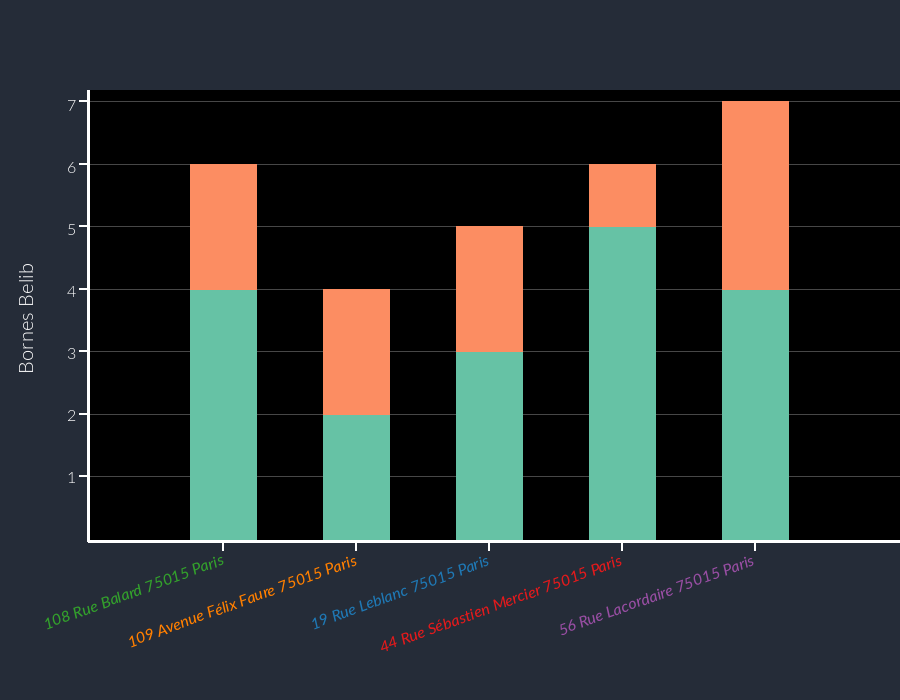 7
6
5
4
3
2
1
Bornes Belib
108 Rue Balard 75015 Paris
109 Avenue Félix Faure 75015 Paris
19 Rue Leblanc 75015 Paris
44 Rue Sébastien Mercier 75015 Paris
56 Rue Lacordaire 75015 Paris